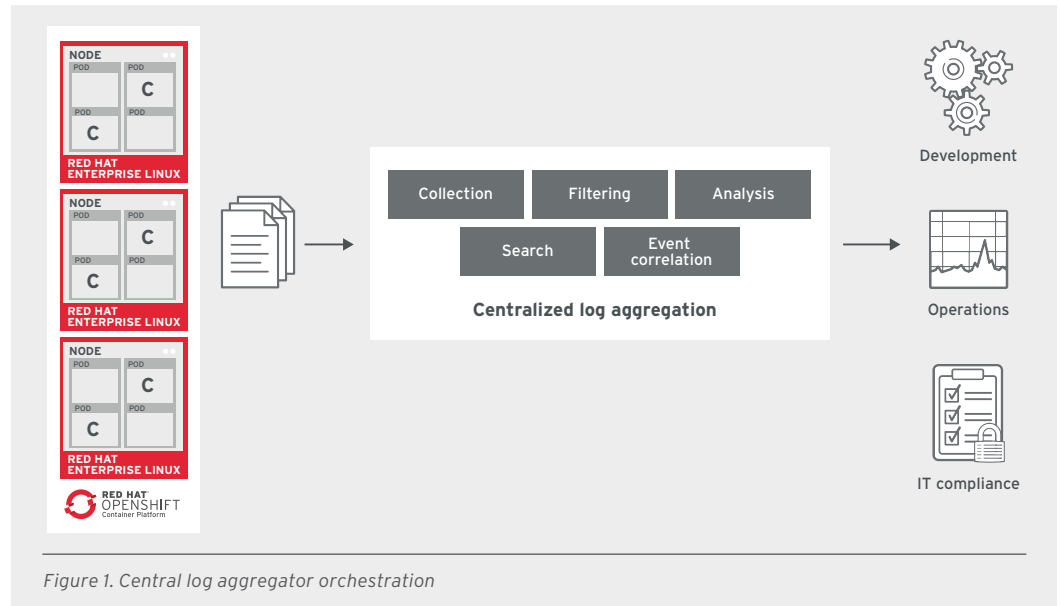 NODE
POD
POD
C
POD
POD
C
RED HAT
ENTERPRISE LINUX
NODE
POD
POD
C
POD
POD
C
RED HAT
ENTERPRISE LINUX
NODE
POD
POD
C
POD
POD
C
RED HAT
ENTERPRISE LINUX
RED HAT
OPENSHIFT
Container Platform
Collection
Filtering
Analysis
Search
Event
correlation
Centralized log aggregation
Development
Operations
IT compliance
Figure 1. Central log aggregator orchestration